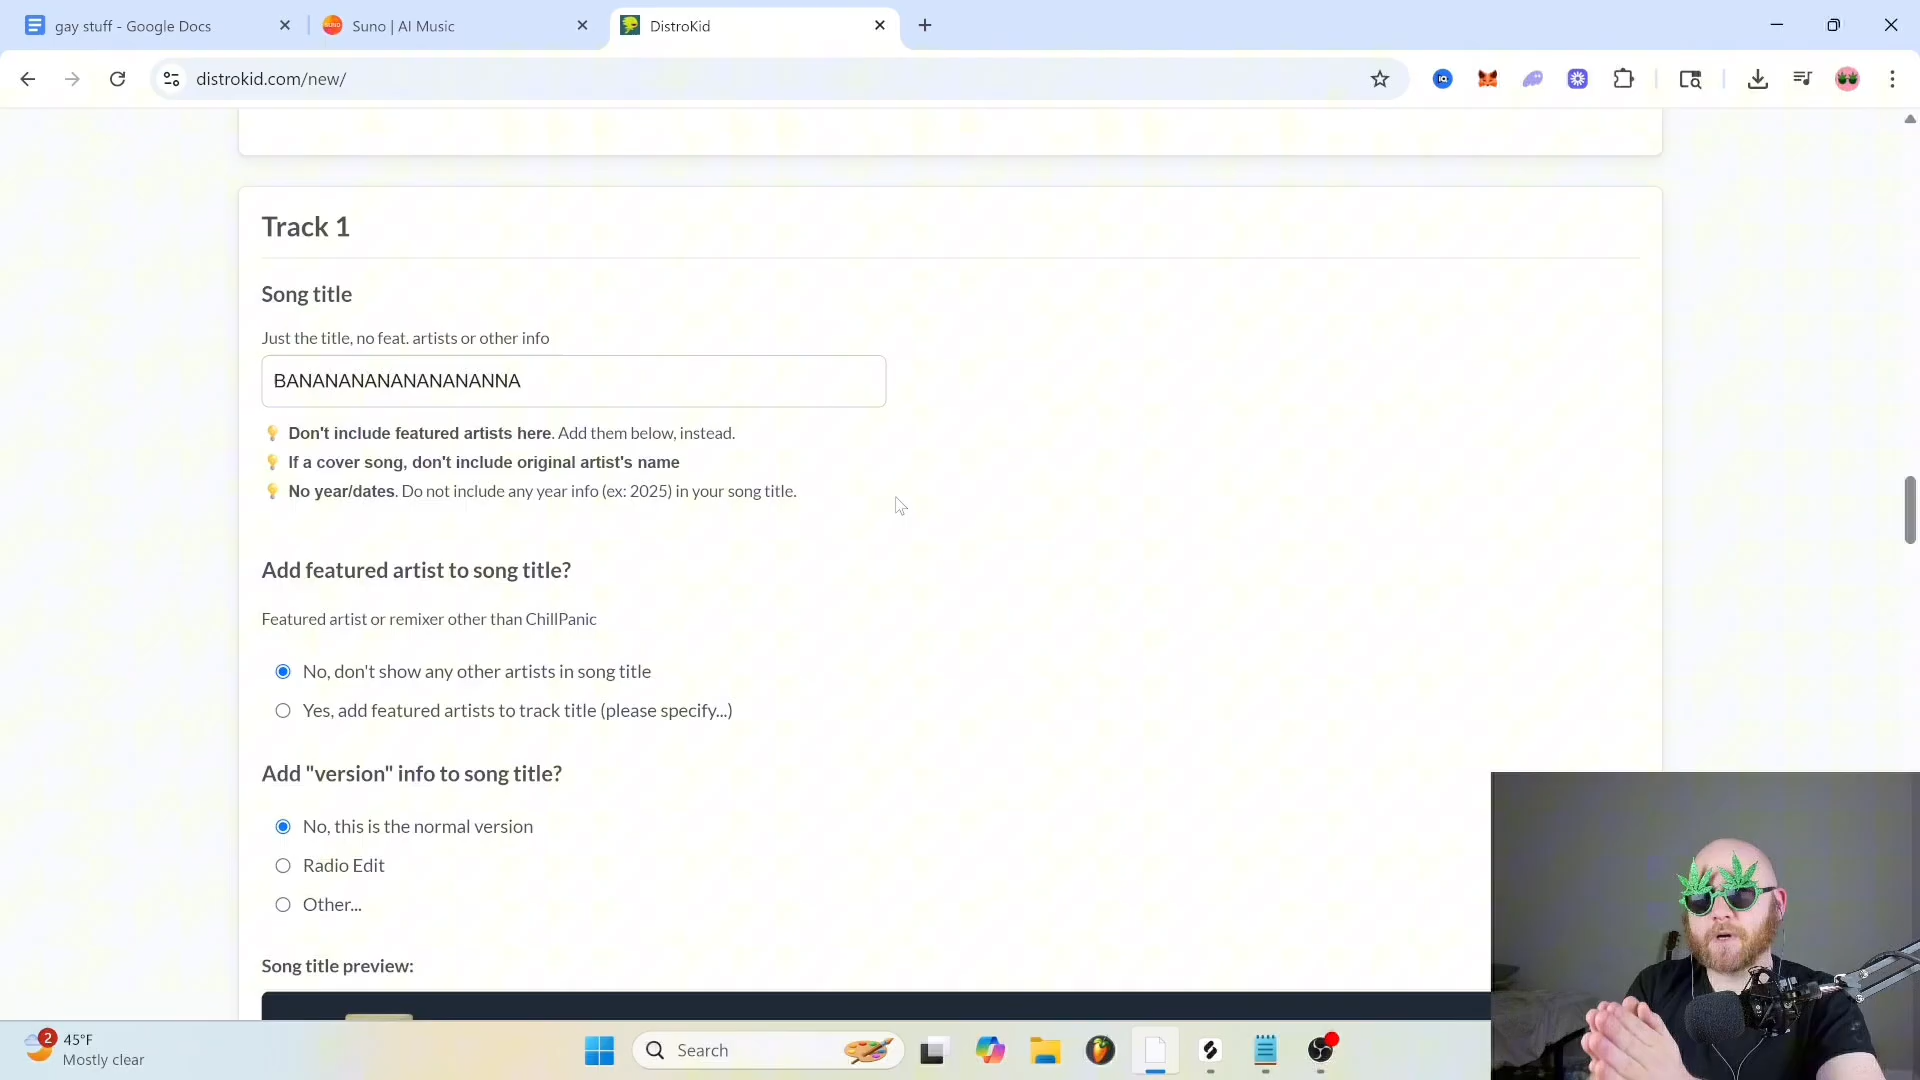 gay stuff - Google Docs
Suno | AI Music
DistroKid
distrokid.com/new/
Track 1
Song title
Just the title, no feat. artists or other info
BANANANANANANANANNA
Don't include featured artists here. Add them below, instead.
If a cover song, don't include original artist's name
No year/dates. Do not include any year info (ex: 2025) in your song title.
Add featured artist to song title?
Featured artist or remixer other than ChillPanic
No, don't show any other artists in song title
Yes, add featured artists to track title (please specify...)
Add "version" info to song title?
No, this is the normal version
Radio Edit
Other...
Song title preview:
2
45°F
Mostly clear
Search